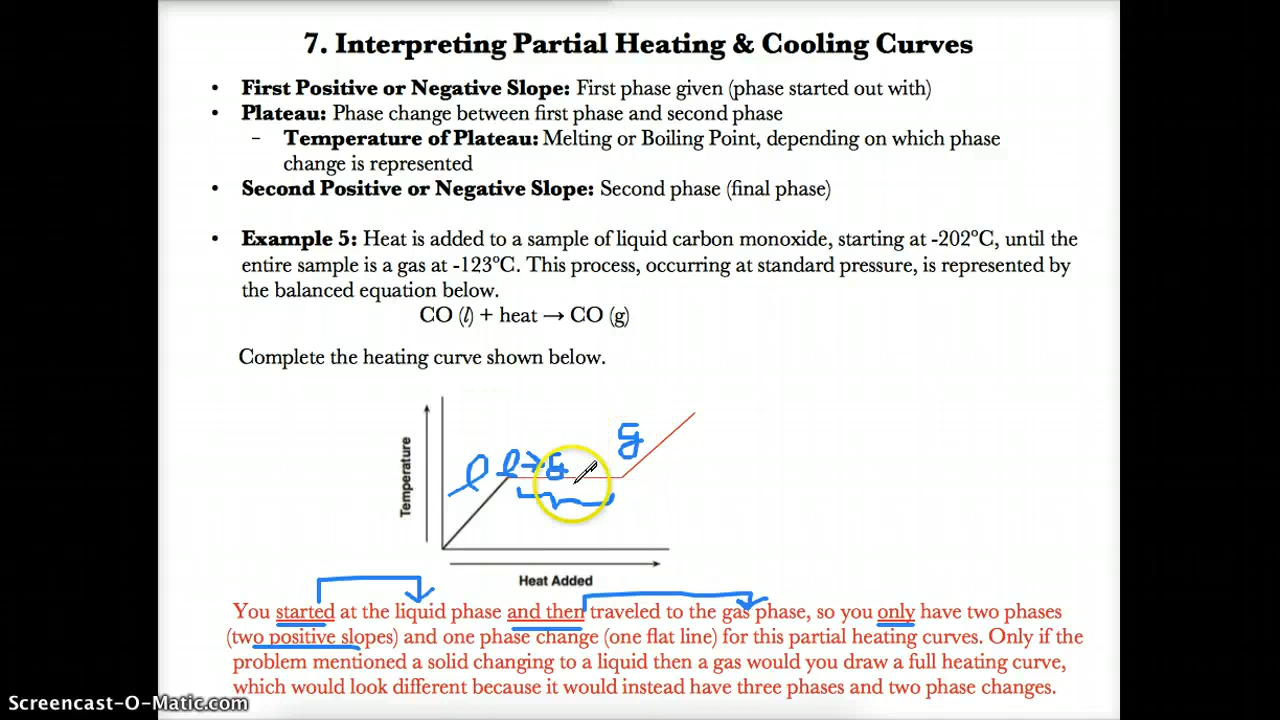 7. Interpreting Partial Heating & Cooling Curves
• First Positive or Negative Slope: First phase given (phase started out with)
• Plateau: Phase change between first phase and second phase
– Temperature of Plateau: Melting or Boiling Point, depending on which phase
change is represented
• Second Positive or Negative Slope: Second phase (final phase)
• Example 5: Heat is added to a sample of liquid carbon monoxide, starting at -202°C, until the
entire sample is a gas at -123°C. This process, occurring at standard pressure, is represented by
the balanced equation below.
CO (l) + heat → CO (g)
Complete the heating curve shown below.
Temperature
l
l→g
g
Heat Added
You started at the liquid phase and then traveled to the gas phase, so you only have two phases
(two positive slopes) and one phase change (one flat line) for this partial heating curves. Only if the
problem mentioned a solid changing to a liquid then a gas would you draw a full heating curve,
which would look different because it would instead have three phases and two phase changes.
Screencast-O-Matic.com